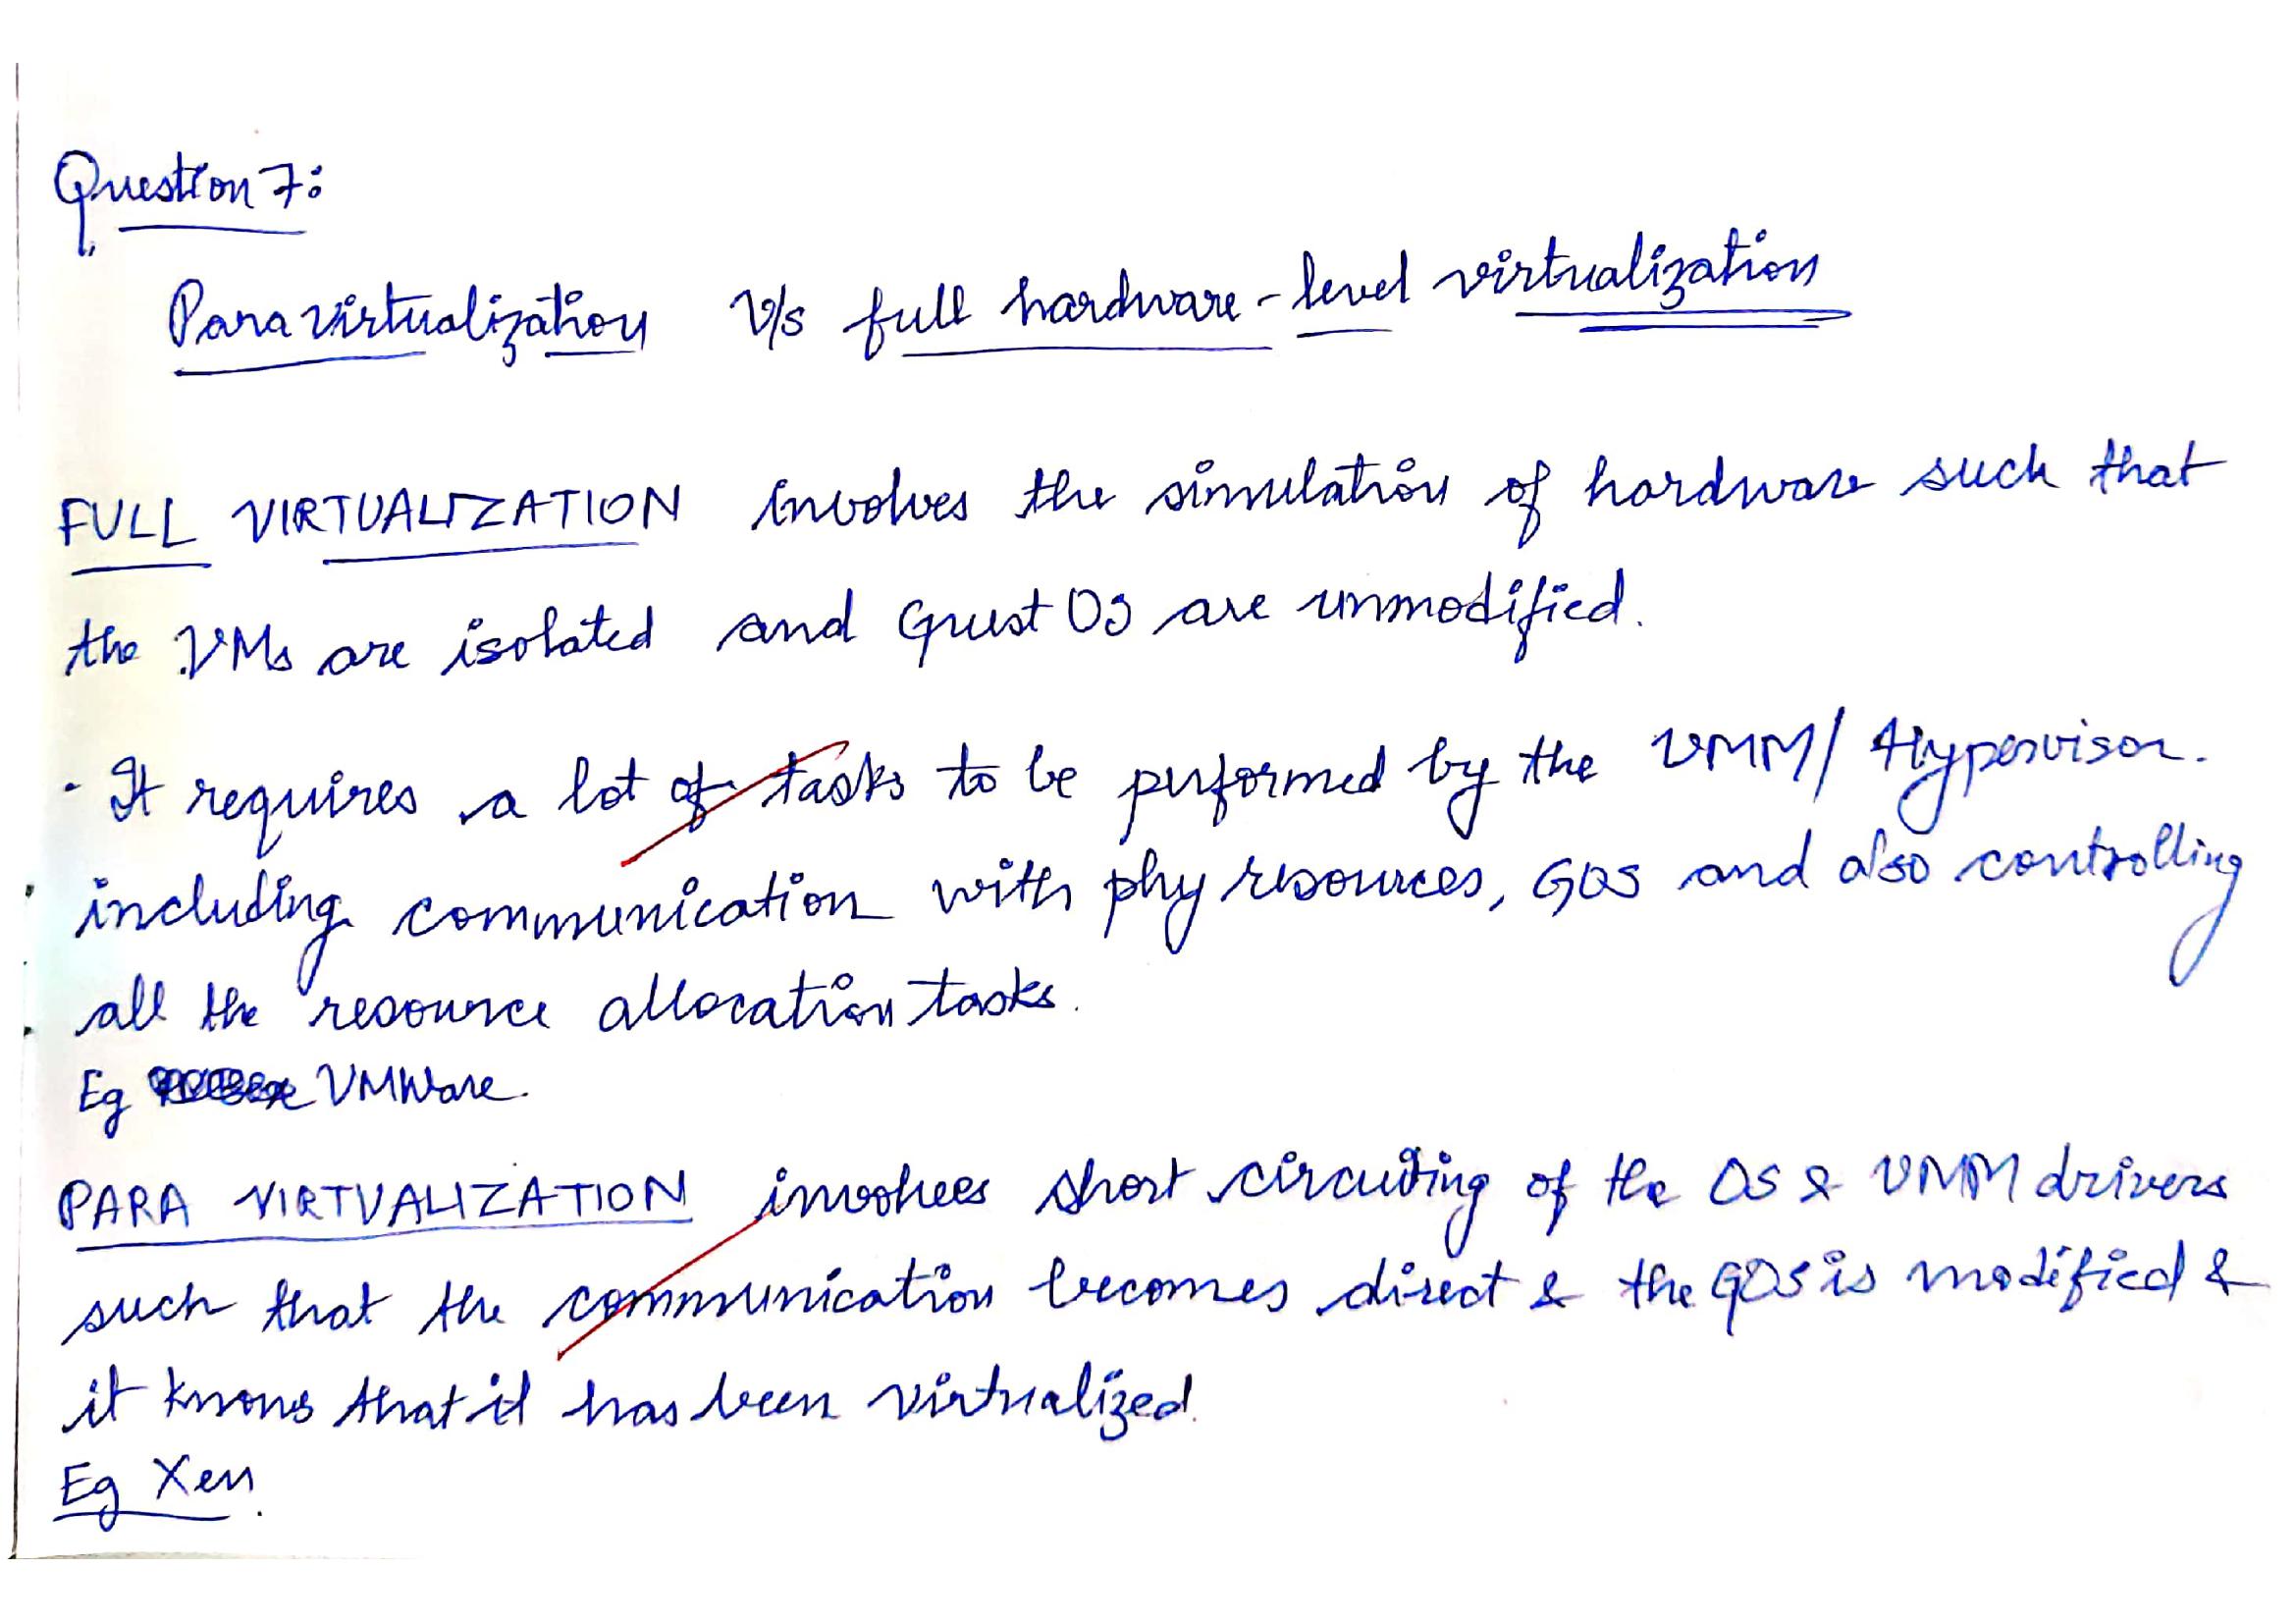 Question 7:
Paravirtualization V/s full hardware-level virtualization
FULL VIRTUALIZATION involves the simulation of hardware such that
the VMs are isolated and Guest OS are unmodified.
· It requires a lot of tasks to be performed by the VMM/ Hypervisor.
including communication with phy resources, GOS and also controlling
all the resource allocation tasks.
Eg VMWare.
PARA VIRTUALIZATION involves short circuiting of the OS & VMM drivers
such that the communication becomes direct & the GOS is modified &
it knows that it has been virtualized.
Eg Xen.